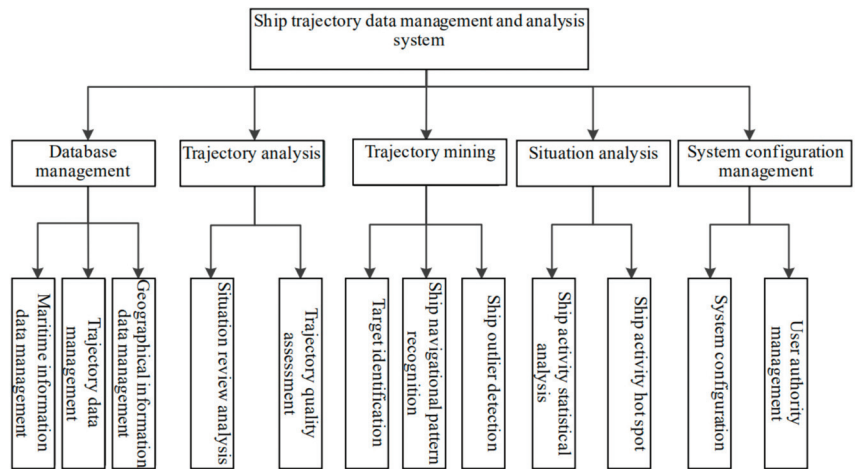 Ship trajectory data management and analysis
system
Database
management
Trajectory analysis
Trajectory mining
Situation analysis
System configuration
management
Maritime information
data management
Trajectory data
management
Geographical information
data management
Situation review analysis
Trajectory quality
assessment
Target identification
Ship navigational pattern
recognition
Ship outlier detection
Ship activity statistical
analysis
Ship activity hot spot
System configuration
User authority
management